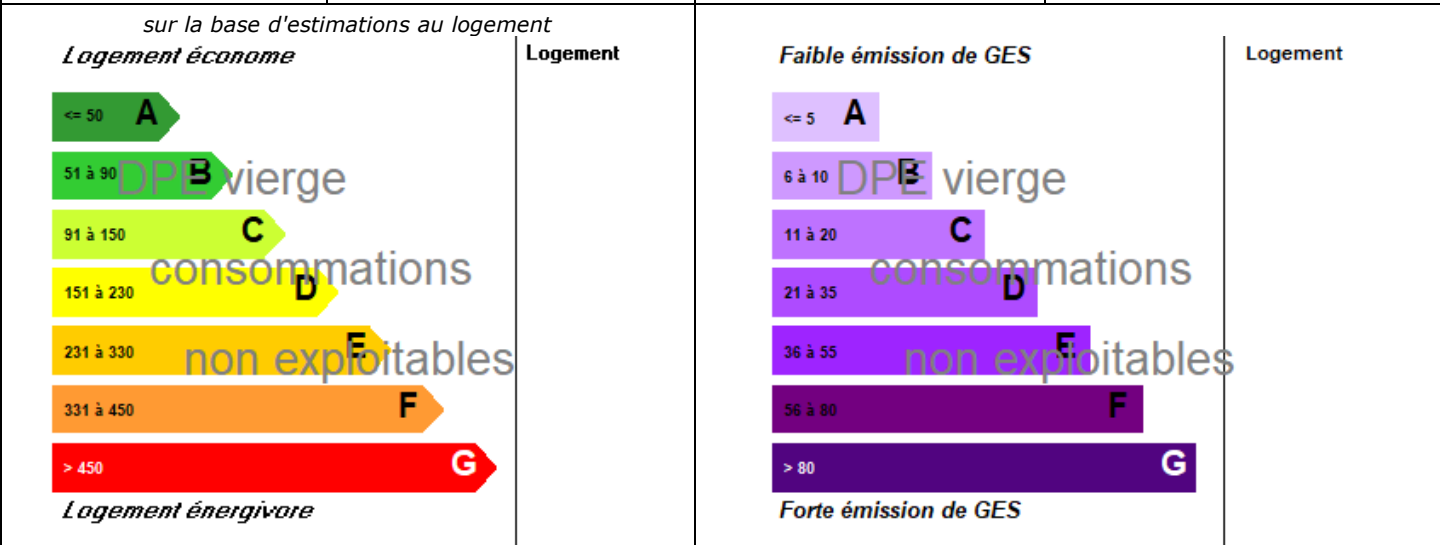 sur la base d'estimations au logement
Logement économe
Logement
<= 50 A
51 à 90 B
DPE vierge
91 à 150 C
consommations
151 à 230 D
231 à 330 E
non exploitables
331 à 450 F
> 450 G
Logement énergivore
Faible émission de GES
Logement
<= 5 A
6 à 10 B
DPE vierge
11 à 20 C
consommations
21 à 35 D
36 à 55 E
non exploitables
56 à 80 F
> 80 G
Forte émission de GES